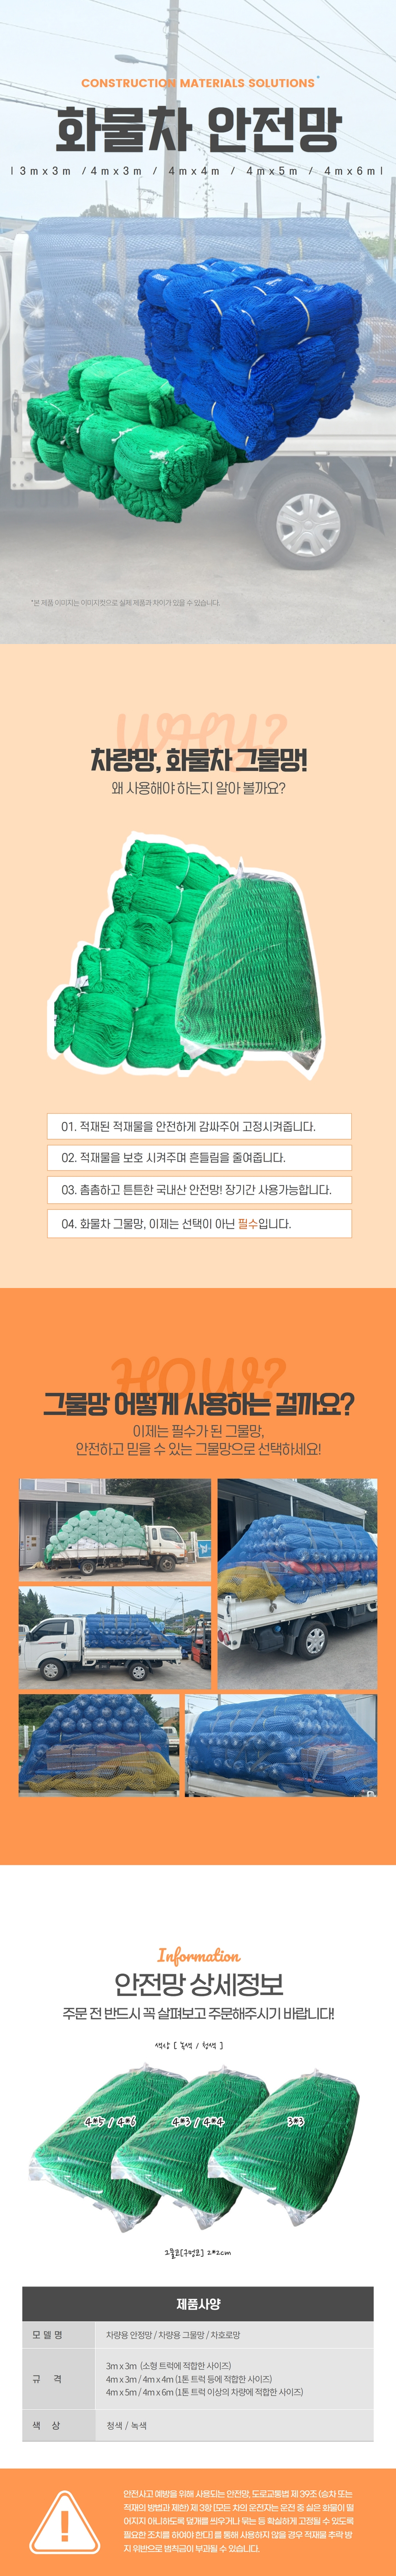 CONSTRUCTION MATERIALS SOLUTIONS
화물차 안전망
| 3mx3m / 4mx3m / 4mx4m / 4mx5m / 4mx6m |
*본 제품 이미지는 이미지컷으로 실제 제품과 차이가 있을 수 있습니다.
WHY?
차량망, 화물차 그물망!
왜 사용해야 하는지 알아 볼까요?
01. 적재된 적재물을 안전하게 감싸주어 고정시켜줍니다.
02. 적재물을 보호 시켜주며 흔들림을 줄여줍니다.
03. 촘촘하고 튼튼한 국내산 안전망! 장기간 사용가능합니다.
04. 화물차 그물망, 이제는 선택이 아닌 필수입니다.
HOW?
그물망 어떻게 사용하는 걸까요?
이제는 필수가 된 그물망,
안전하고 믿을 수 있는 그물망으로 선택하세요!
Information
안전망 상세정보
주문 전 반드시 꼭 살펴보고 주문해주시기 바랍니다!
색상 [ 녹색 / 청색 ]
4*5 / 4*6
4*3 / 4*4
3*3
그물코[구멍코] 2*2cm
제품사양
모델명
차량용 안정망 / 차량용 그물망 / 차호로망
규격
3m x 3m (소형 트럭에 적합한 사이즈)
4m x 3m / 4m x 4m (1톤 트럭 등에 적합한 사이즈)
4m x 5m / 4m x 6m (1톤 트럭 이상의 차량에 적합한 사이즈)
색상
청색 / 녹색
안전사고 예방을 위해 사용되는 안전망, 도로교통법 제 39조 (승차 또는
적재의 방법과 제한) 제 3항 [모든 차의 운전자는 운전 중 실은 화물이 떨
어지지 아니하도록 덮개를 씌우거나 묶는 등 확실하게 고정될 수 있도록
필요한 조치를 하여야 한다] 를 통해 사용하지 않을 경우 적재물 추락 방
지 위반으로 범칙금이 부과될 수 있습니다.